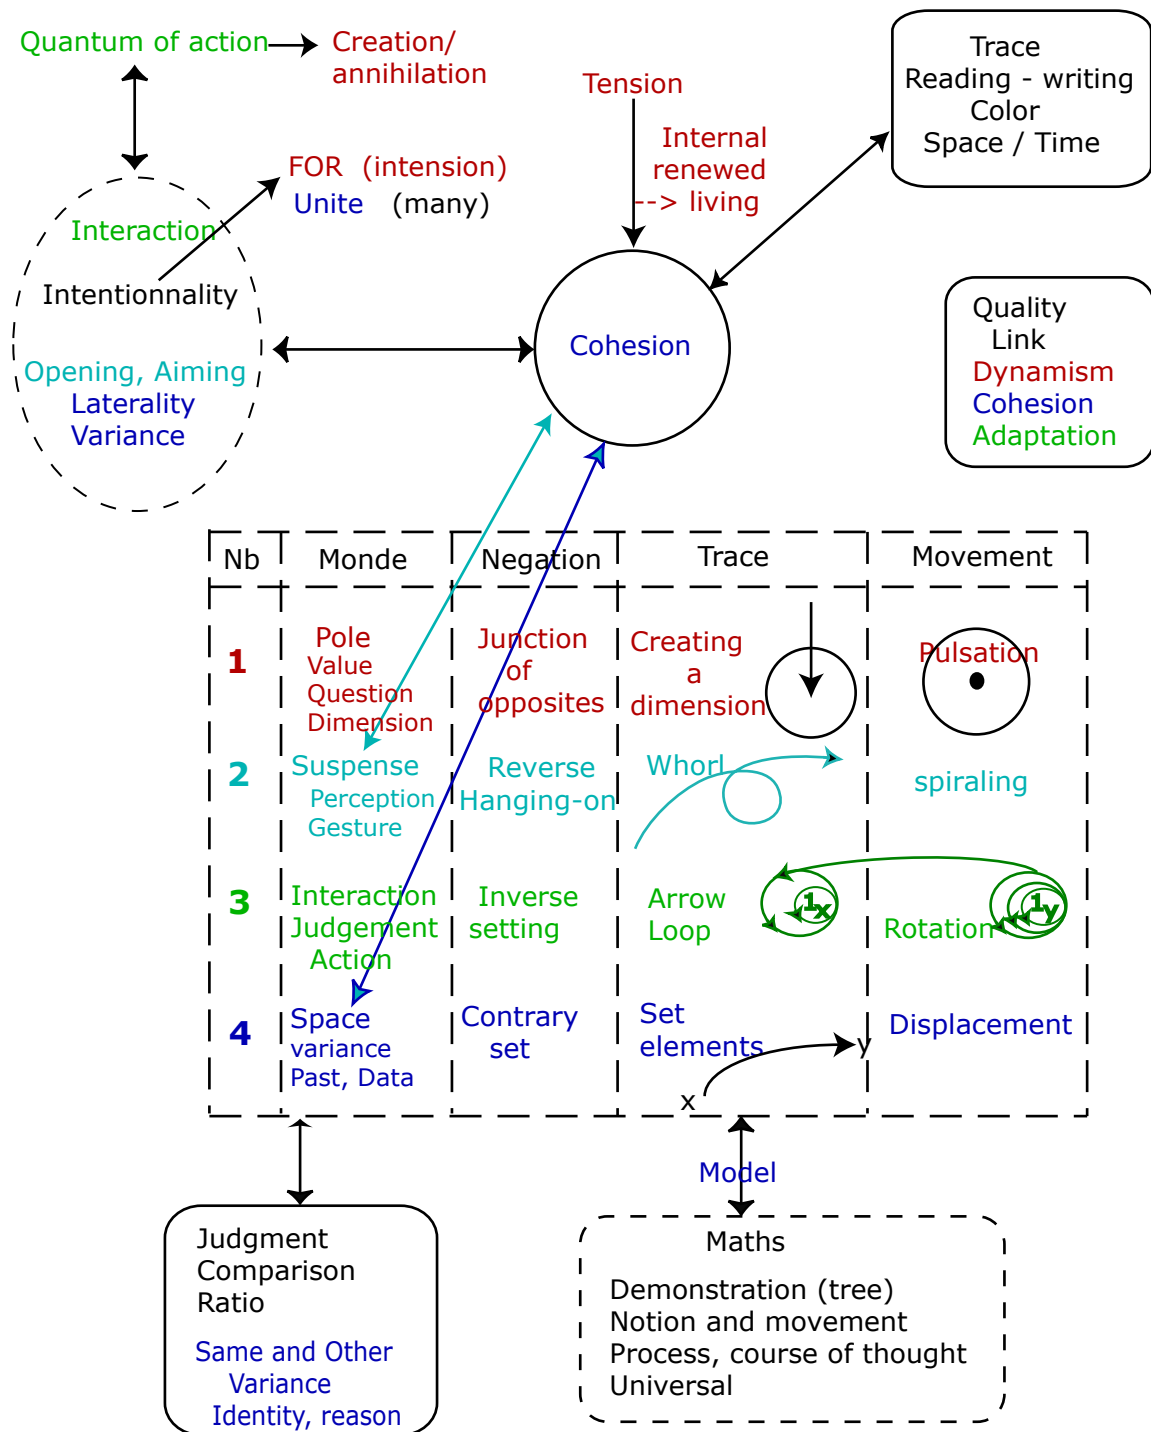 Quantum of action
Creation/
annihilation
Tension
Internal
renewed
--> living
Trace
Reading - writing
Color
Space / Time
FOR (intension)
Unite (many)
Interaction
Intentionnality
Opening, Aiming
Laterality
Variance
Cohesion
Quality
Link
Dynamism
Cohesion
Adaptation
Nb Monde Negation Trace Movement
1
Pole
Value
Question
Dimension
Junction
of
opposites
Creating
a
dimension
Pulsation
2
Suspense
Perception
Gesture
Reverse
Hanging-on
Whorl
spiraling
3
Interaction
Judgement
Action
Inverse
setting
Arrow
Loop
1x
Rotation
1y
4
Space
variance
Past, Data
Contrary
set
Set
elements
x
y
Displacement
Model
Judgment
Comparison
Ratio
Same and Other
Variance
Identity, reason
Maths
Demonstration (tree)
Notion and movement
Process, course of thought
Universal